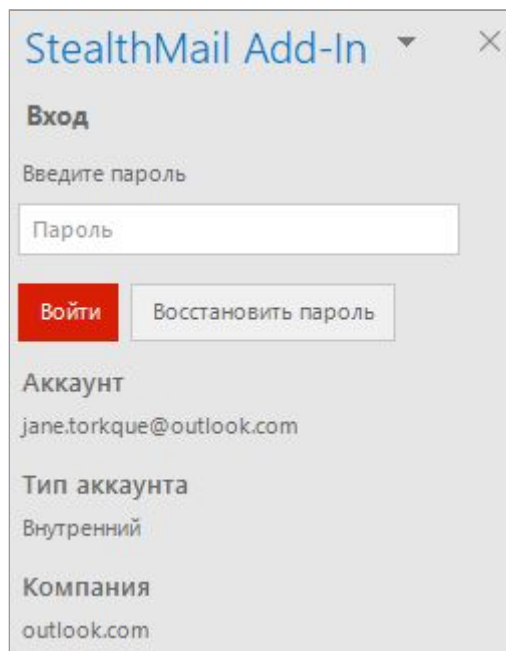 StealthMail Add-In
Вход
Введите пароль
Пароль
Войти Восстановить пароль
Аккаунт
jane.torkque@outlook.com
Тип аккаунта
Внутренний
Компания
outlook.com